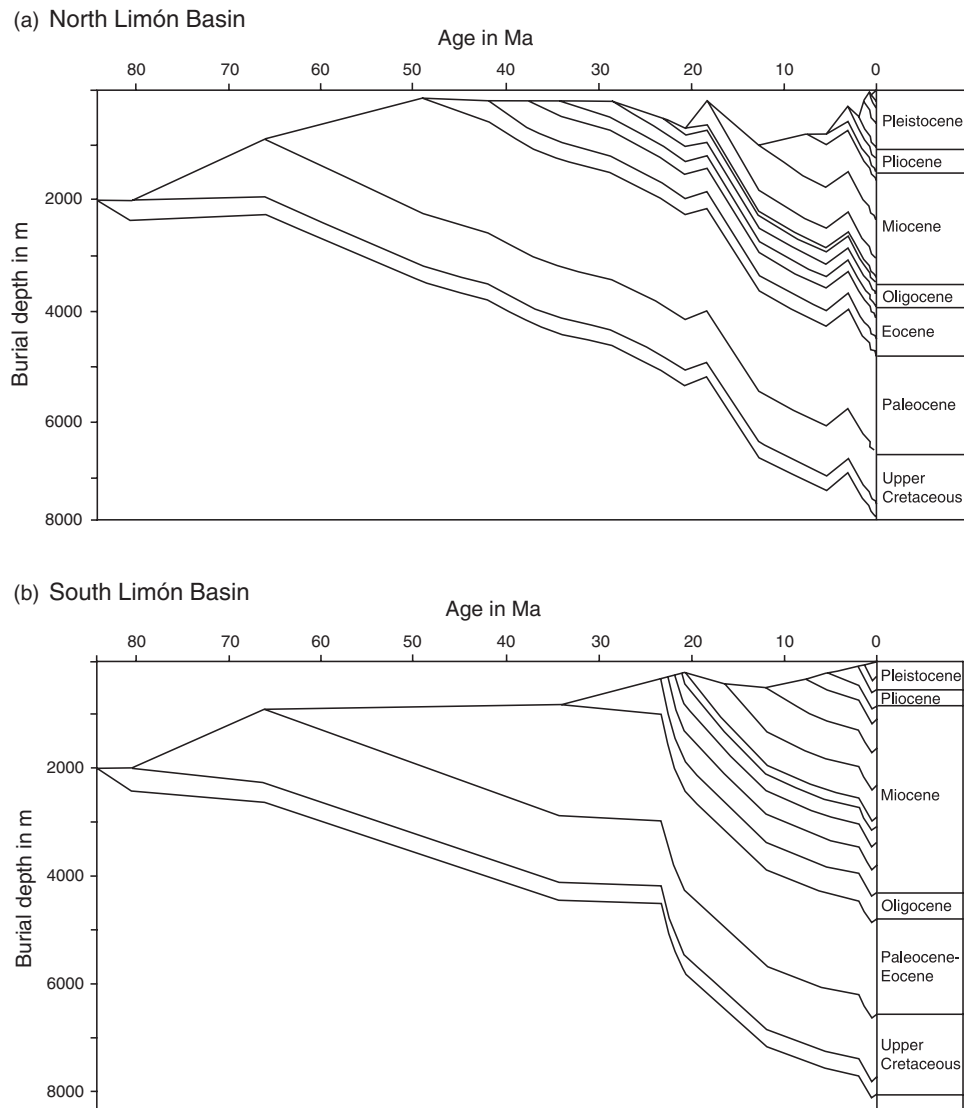 (a) North Limón Basin
Age in Ma
80 70 60 50 40 30 20 10 0
Burial depth in m
2000
4000
6000
8000
Pleistocene
Pliocene
Miocene
Oligocene
Eocene
Paleocene
Upper
Cretaceous
(b) South Limón Basin
Age in Ma
80 70 60 50 40 30 20 10 0
Burial depth in m
2000
4000
6000
8000
Pleistocene
Pliocene
Miocene
Oligocene
Paleocene-
Eocene
Upper
Cretaceous